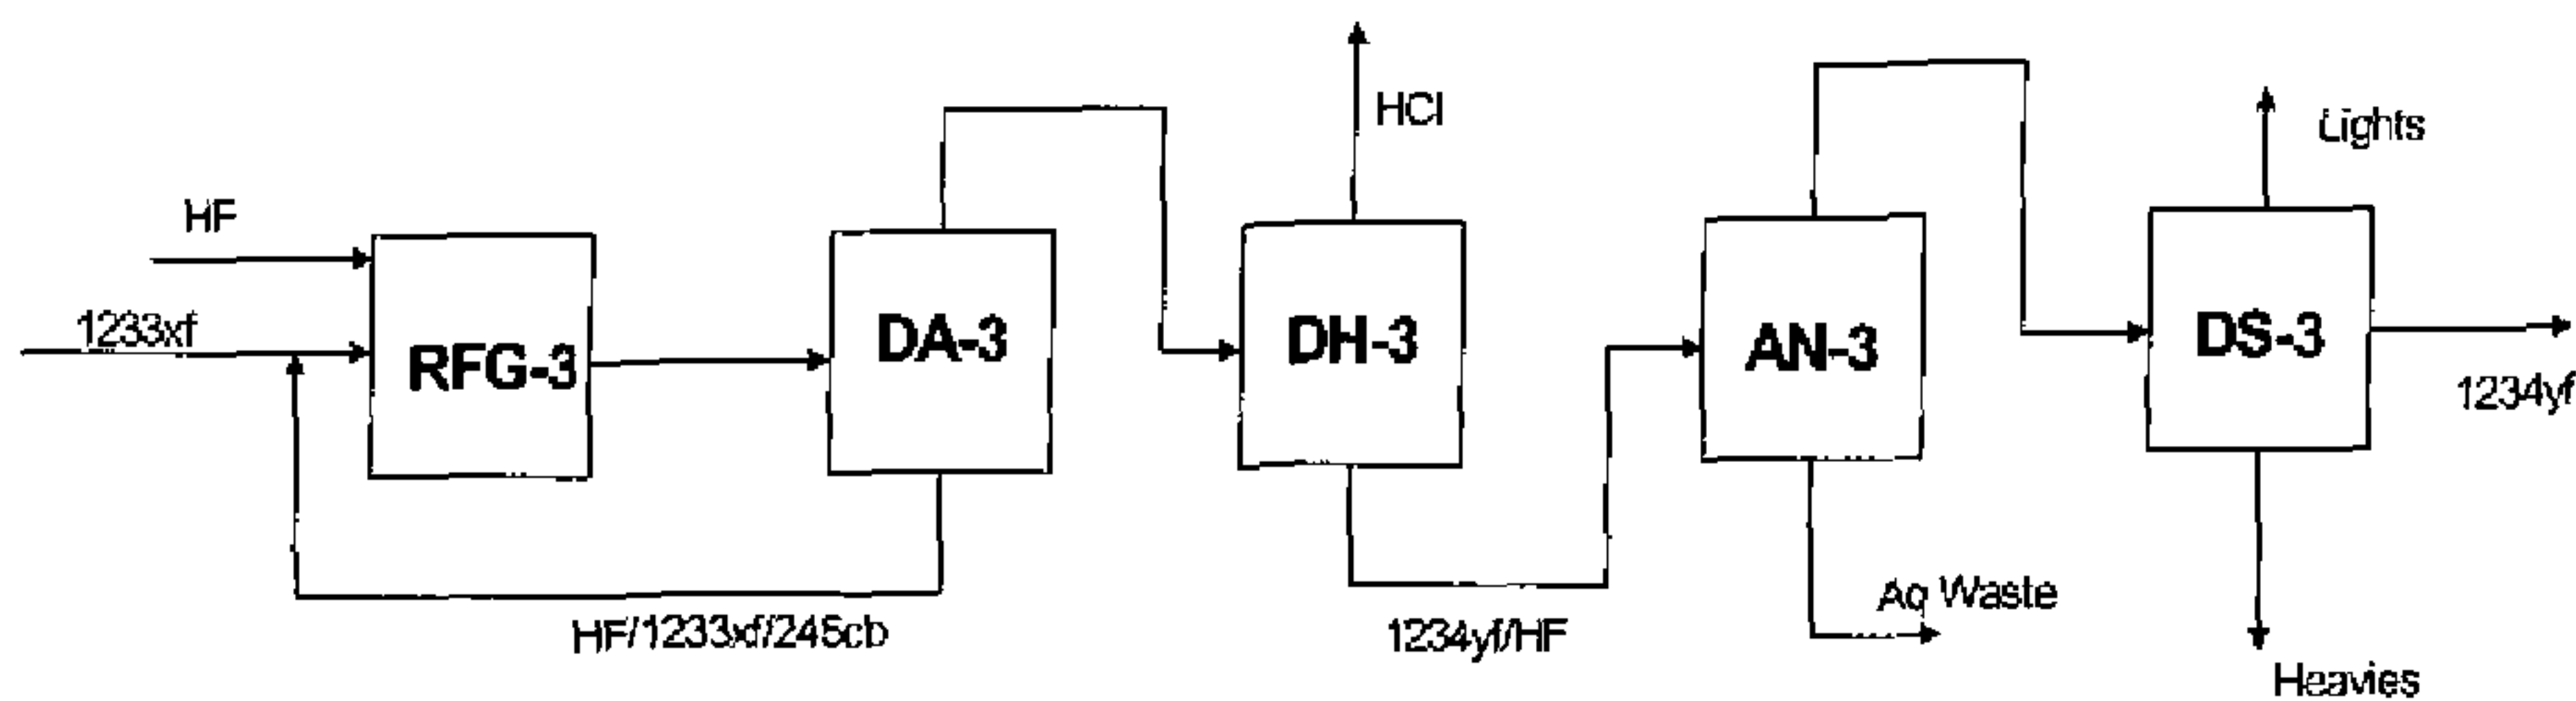 HF
1233xf
RFG-3
DA-3
HF/1233xf/245cb
HCl
DH-3
1234yf/HF
AN-3
Aq Waste
Lights
DS-3
1234yf
Heavies